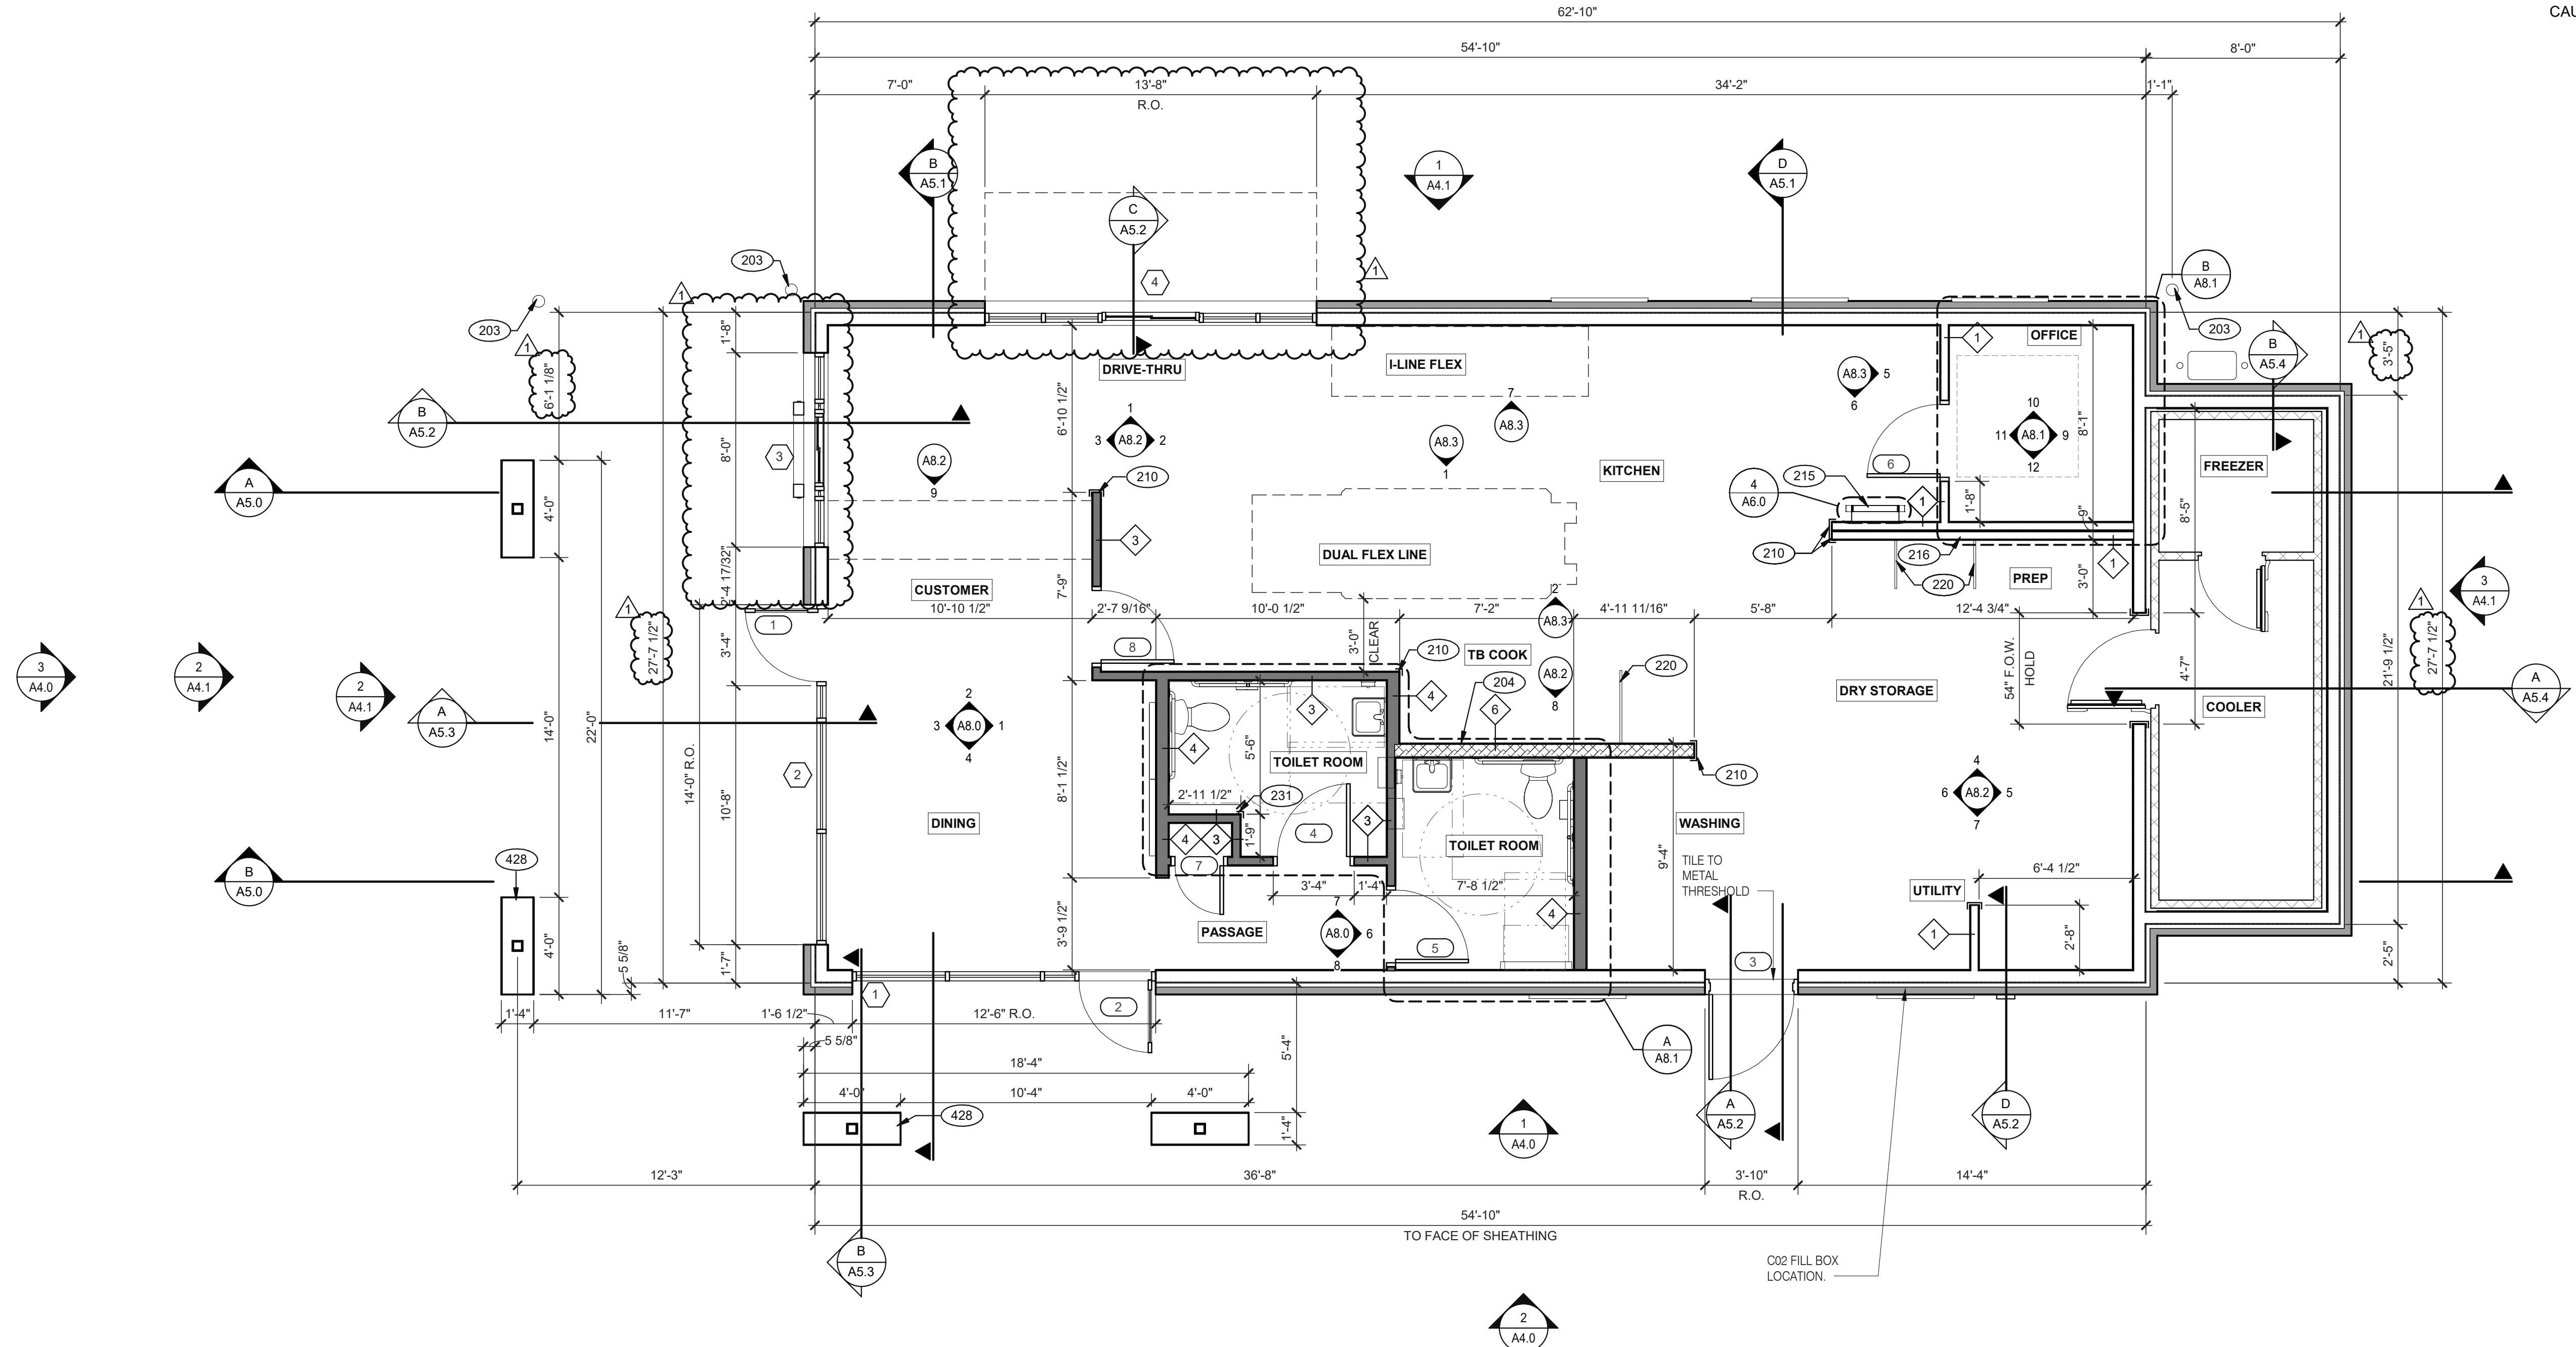 CAU
62'-10"
54'-10"
8'-0"
7'-0"
13'-8"
R.O.
34'-2"
1'-1"
B
A5.1
C
A5.2
4
1
A4.1
D
A5.1
203
203
1
1
1
B
A8.1
203
1
B
A5.4
1'-8"
6'-1 1/8"
3'-5"
DRIVE-THRU
I-LINE FLEX
OFFICE
1
B
A5.2
6'-10 1/2"
1
3 A8.2 2
7
A8.3
A8.3 5
6
10
11 A8.1 9
12
8'-1"
8'-0"
3
A8.2
9
A8.3
1
KITCHEN
FREEZER
A
A5.0
4'-0"
210
4
A6.0
215
6
1
1'-8"
9"
8'-5"
3
DUAL FLEX LINE
210
216
220
PREP
1
3'-0"
2'-4 17/32"
7'-9"
CUSTOMER
10'-10 1/2"
2'-7 9/16"
10'-0 1/2"
7'-2"
4'-11 11/16"
5'-8"
12'-4 3/4"
3
A4.1
1
27'-7 1/2"
1
3'-4"
8
3'-0"
CLEAR
2
A8.3
TB COOK
210
220
54" F.O.W.
HOLD
4'-7"
21'-9 1/2"
1
27'-7 1/2"
3
A4.0
2
A4.1
2
A4.1
A
A5.3
2
3 A8.0 1
4
3
4
204
6
A8.2
8
DRY STORAGE
COOLER
A
A5.4
14'-0"
22'-0"
14'-0" R.O.
2
10'-8"
8'-1 1/2"
4
5'-6"
TOILET ROOM
210
2'-11 1/2"
231
4
6 A8.2 5
7
DINING
4
3
1'-9"
4
3
TOILET ROOM
WASHING
9'-4"
TILE TO
METAL
THRESHOLD
428
7
B
A5.0
3'-4"
1'-4"
7'-8 1/2"
UTILITY
6'-4 1/2"
4'-0"
5 5/8"
1'-7"
3'-9 1/2"
PASSAGE
7
A8.0 6
8
5
4
1
2'-8"
2'-5"
3
1
2
1'-4"
11'-7"
1'-6 1/2"
12'-6" R.O.
5 5/8"
5'-4"
A
A8.1
18'-4"
4'-0"
10'-4"
4'-0"
428
1'-4"
1
A4.0
A
A5.2
D
A5.2
12'-3"
36'-8"
3'-10"
R.O.
14'-4"
54'-10"
TO FACE OF SHEATHING
B
A5.3
C02 FILL BOX
LOCATION.
2
A4.0